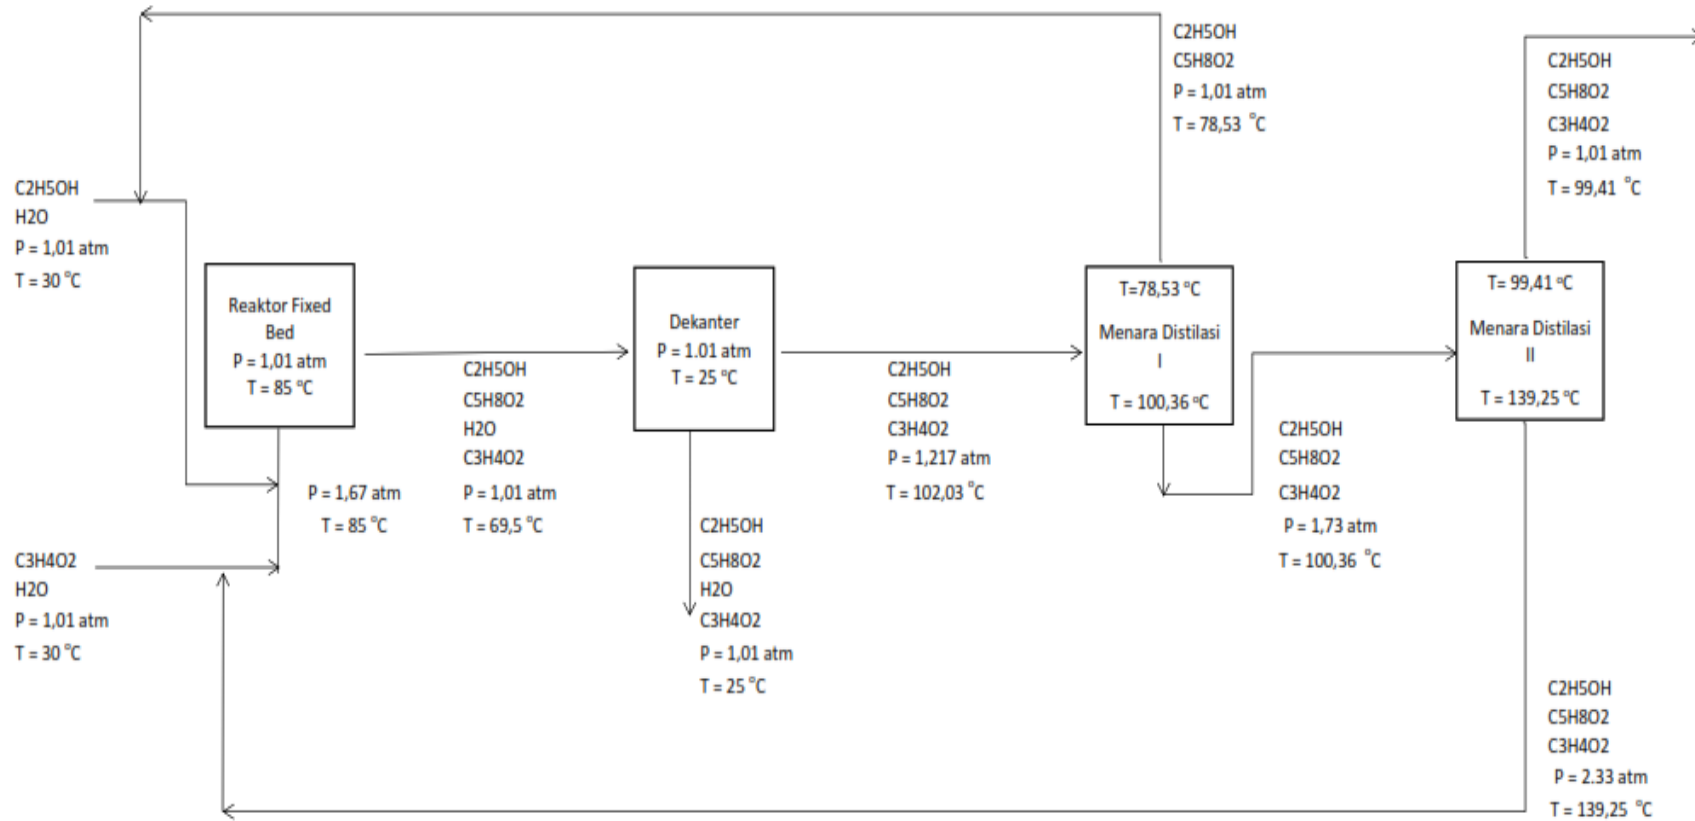 C2H5OH
C5H8O2
P = 1,01 atm
T = 78,53 °C
C2H5OH
C5H8O2
C3H4O2
P = 1,01 atm
T = 99,41 °C
C2H5OH
H2O
P = 1,01 atm
T = 30 °C
Reaktor Fixed
Bed
P = 1,01 atm
T = 85 °C
Dekanter
P = 1.01 atm
T = 25 °C
T=78,53 °C
Menara Distilasi
I
T = 100,36 °C
T= 99,41 °C
Menara Distilasi
II
T = 139,25 °C
P = 1,67 atm
T = 85 °C
C2H5OH
C5H8O2
H2O
C3H4O2
P = 1,01 atm
T = 69,5 °C
C2H5OH
C5H8O2
C3H4O2
P = 1,217 atm
T = 102,03 °C
C2H5OH
C5H8O2
C3H4O2
P = 1,73 atm
T = 100,36 °C
C2H5OH
C5H8O2
H2O
C3H4O2
P = 1,01 atm
T = 25 °C
C3H4O2
H2O
P = 1,01 atm
T = 30 °C
C2H5OH
C5H8O2
C3H4O2
P = 2.33 atm
T = 139,25 °C